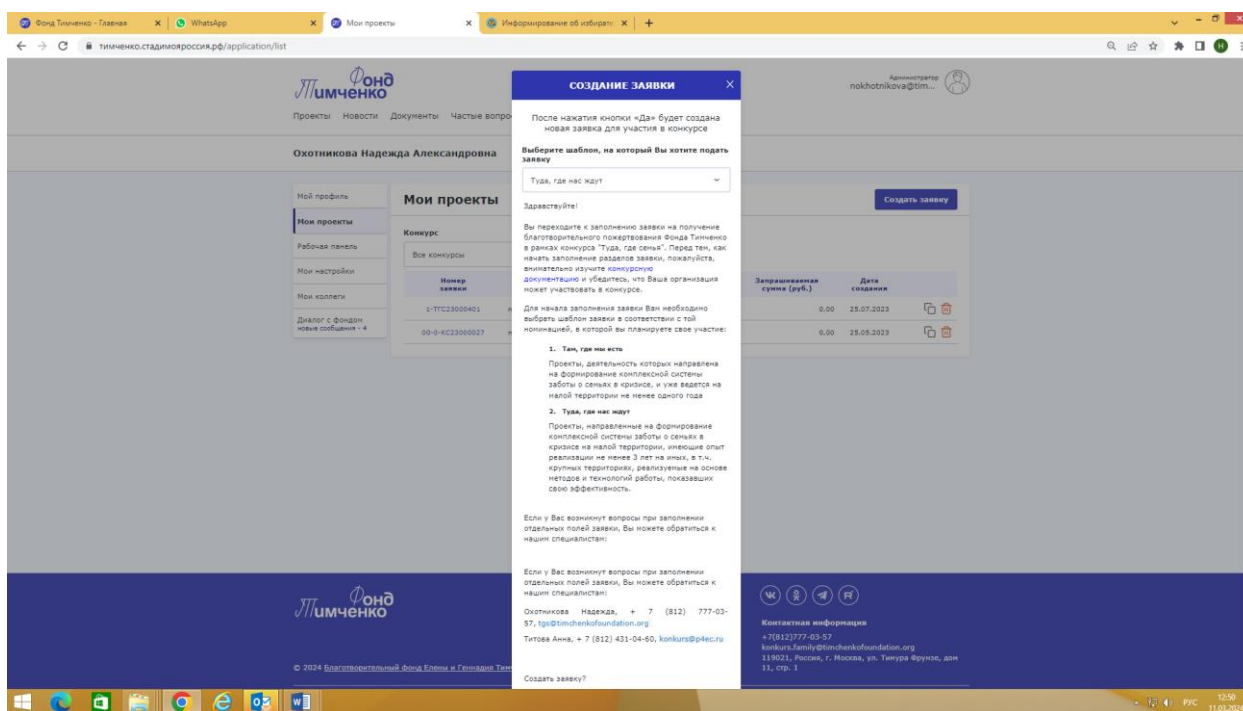 Фонд Тимченко - Главная
WhatsApp
Мои проекты
Информирование об избирате
тимченко.стадимояроссия.рф/application/list
Фонд
Тимченко
Администратор
nokhotnikova@tim...
Проекты Новости Документы Частые вопро
Охотникова Надежда Александровна
Мой профиль
Мои проекты
Рабочая панель
Мои настройки
Мои коллеги
Диалог с фондом
новые сообщения - 4
Мои проекты
Создать заявку
Конкурс
Все конкурсы
Номер
заявки
Запрашиваемая
сумма (руб.)
Дата
создания
1-ТГС23000401
0,00 25.07.2023
00-0-КС23000027
0,00 25.05.2023
СОЗДАНИЕ ЗАЯВКИ
После нажатия кнопки «Да» будет создана
новая заявка для участия в конкурсе
Выберите шаблон, на который Вы хотите подать
заявку
Туда, где нас ждут
Здравствуйте!
Вы переходите к заполнению заявки на получение
благотворительного пожертвования Фонда Тимченко
в рамках конкурса "Туда, где семья". Перед тем, как
начать заполнение разделов заявки, пожалуйста,
внимательно изучите конкурсную
документацию и убедитесь, что Ваша организация
может участвовать в конкурсе.
Для начала заполнения заявки Вам необходимо
выбрать шаблон заявки в соответствии с той
номинацией, в которой вы планируете свое участие:
1. Там, где мы есть
Проекты, деятельность которых направлена
на формирование комплексной системы
заботы о семьях в кризисе, и уже ведется на
малой территории не менее одного года
2. Туда, где нас ждут
Проекты, направленные на формирование
комплексной системы заботы о семьях в
кризисе на малой территории, имеющие опыт
реализации не менее 3 лет на иных, в т.ч.
крупных территориях, реализуемые на основе
методов и технологий работы, показавших
свою эффективность.
Если у Вас возникнут вопросы при заполнении
отдельных полей заявки, Вы можете обратиться к
нашим специалистам:
Если у Вас возникнут вопросы при заполнении
отдельных полей заявки, Вы можете обратиться к
нашим специалистам:
Охотникова Надежда, + 7 (812) 777-03-
57, tgs@timchenkofoundation.org
Титова Анна, + 7 (812) 431-04-60, konkurs@p4ec.ru
Создать заявку?
Фонд
Тимченко
© 2024 Благотворительный фонд Елены и Геннадия Тим
Контактная информация
+7(812)777-03-57
konkurs.family@timchenkofoundation.org
119021, Россия, г. Москва, ул. Тимура Фрунзе, дом
11, стр. 1
РУС
12:50
11.03.2024